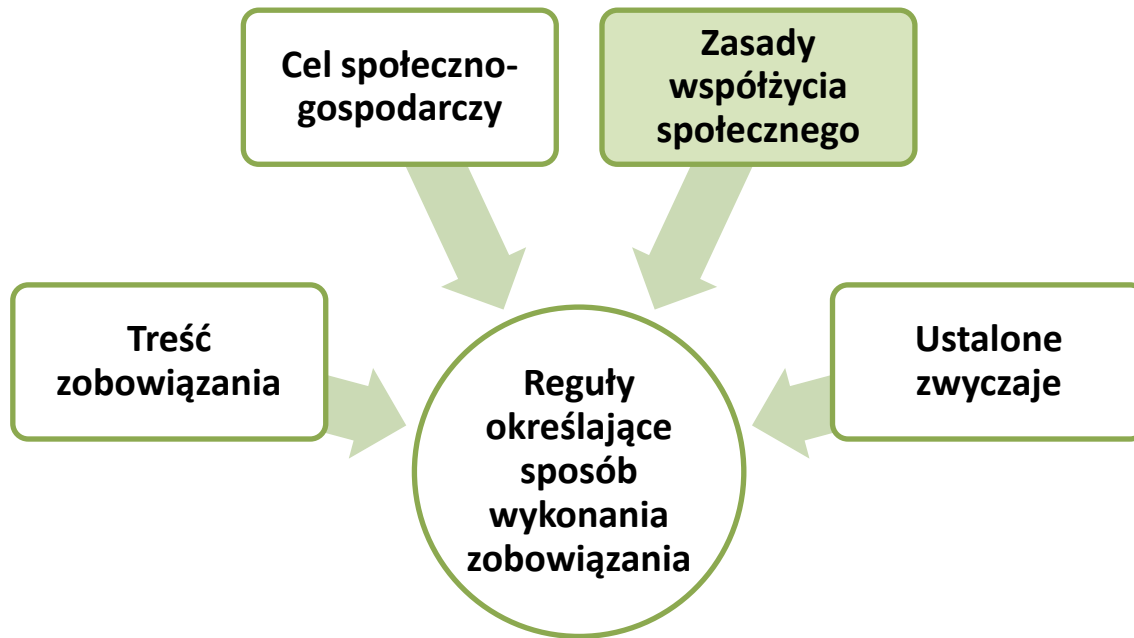 Cel społeczno-
gospodarczy
Zasady
współżycia
społecznego
Treść
zobowiązania
Ustalone
zwyczaje
Reguły
określające
sposób
wykonania
zobowiązania